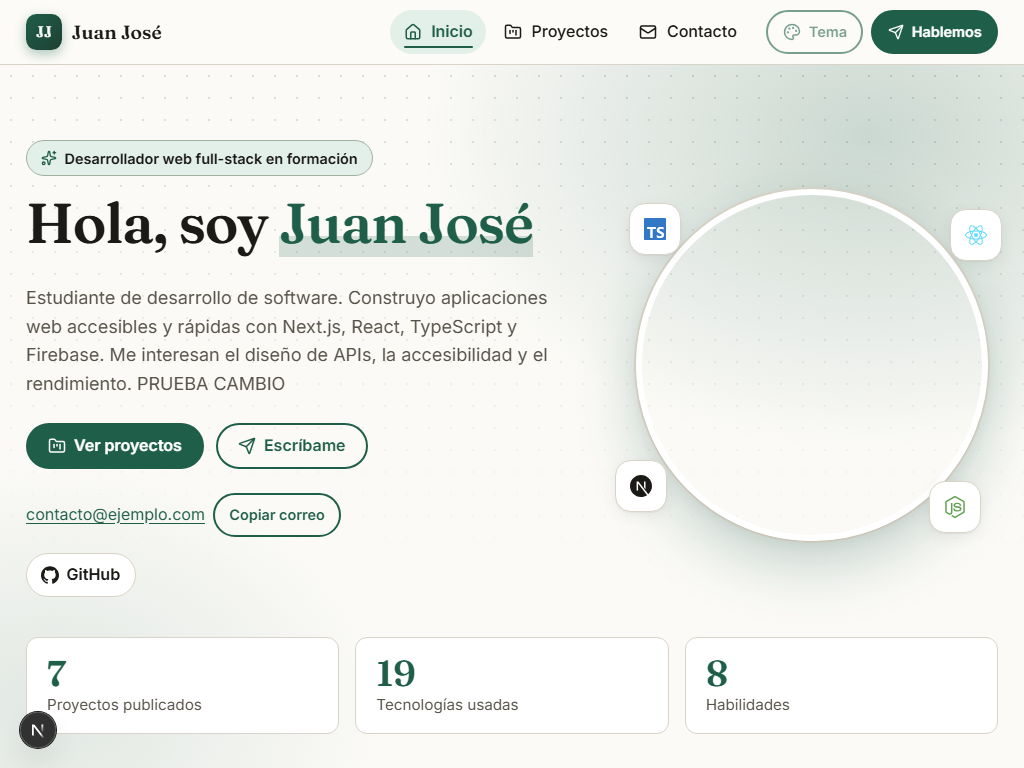 JJ Juan José
Inicio
Proyectos
Contacto
Tema
Hablemos
Desarrollador web full-stack en formación
Hola, soy Juan José
Estudiante de desarrollo de software. Construyo aplicaciones
web accesibles y rápidas con Next.js, React, TypeScript y
Firebase. Me interesan el diseño de APIs, la accesibilidad y el
rendimiento. PRUEBA CAMBIO
Ver proyectos
Escríbame
contacto@ejemplo.com
Copiar correo
GitHub
TS
N
JS
7
Proyectos publicados
19
Tecnologías usadas
8
Habilidades
N